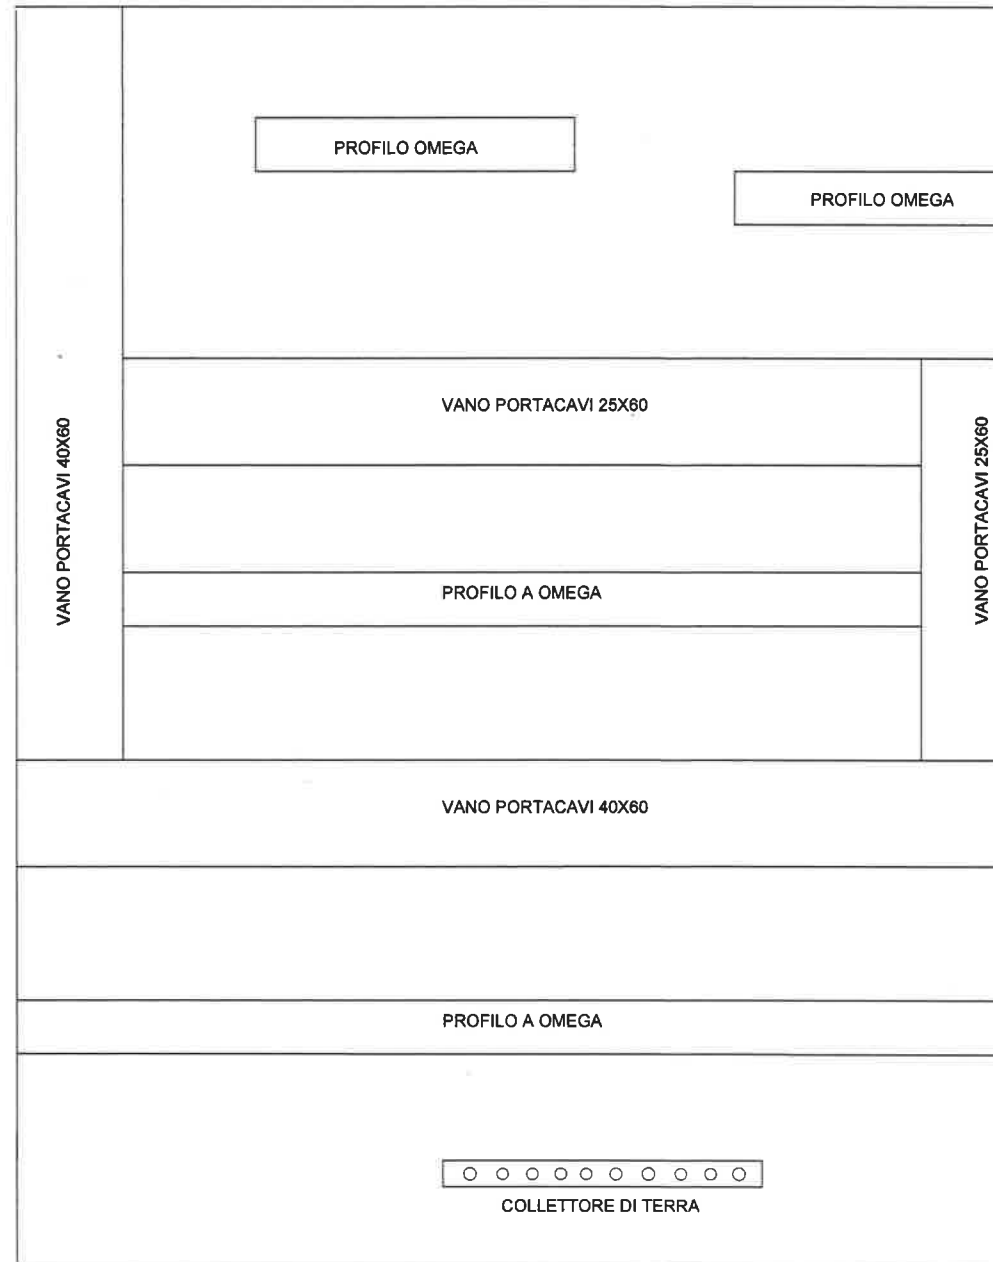 PROFILO OMEGA
PROFILO OMEGA
VANO PORTACAVI 25X60
VANO PORTACAVI 40X60
VANO PORTACAVI 25X60
PROFILO A OMEGA
VANO PORTACAVI 40X60
PROFILO A OMEGA
COLLETTORE DI TERRA